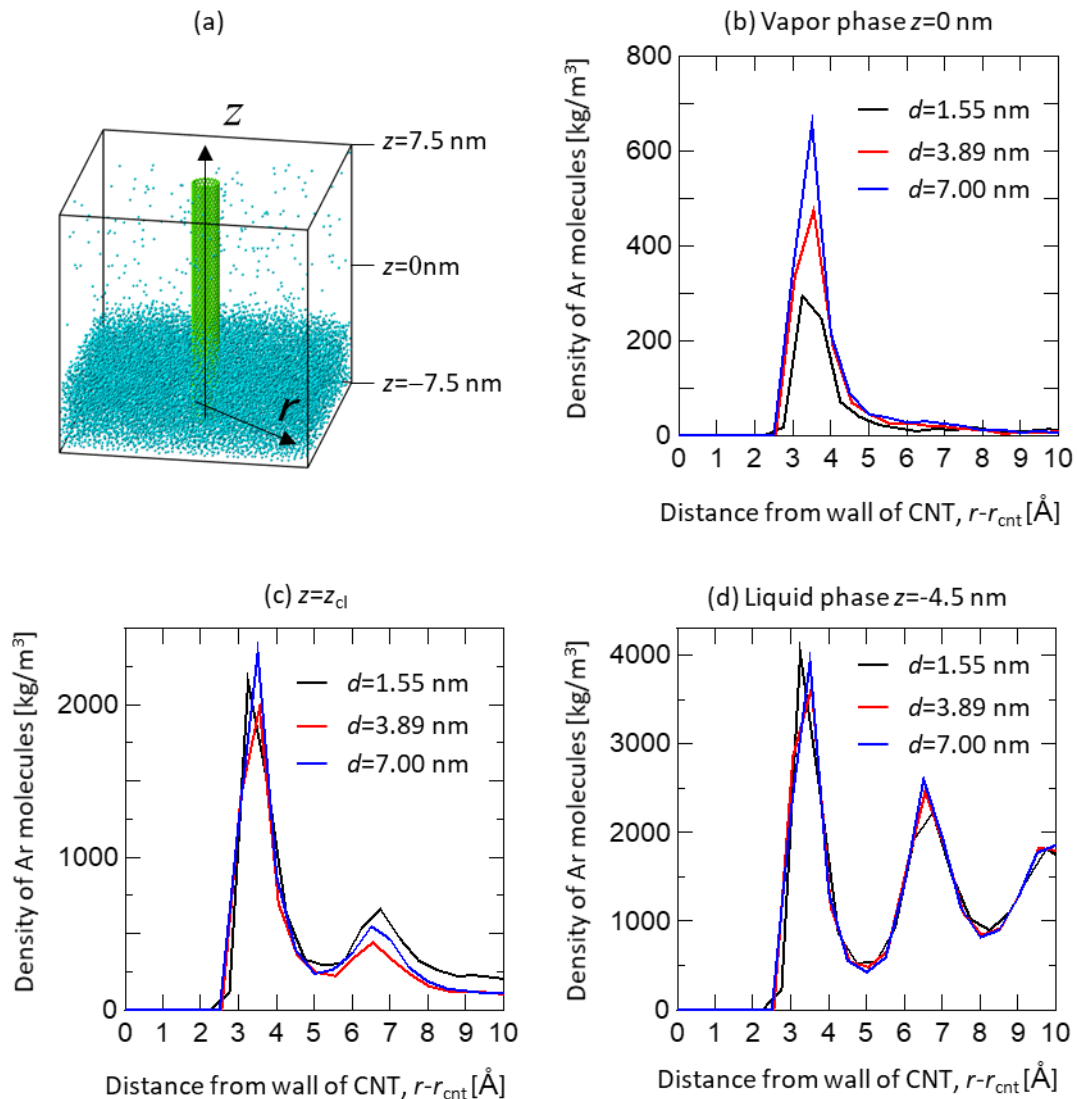 (a)
z
z=7.5 nm
z=0nm
z=−7.5 nm
r
(b) Vapor phase z=0 nm
Density of Ar molecules [kg/m³]
800
600
400
200
0
d=1.55 nm
d=3.89 nm
d=7.00 nm
0 1 2 3 4 5 6 7 8 9 10
Distance from wall of CNT, r-rcnt [Å]
(c) z=zcl
Density of Ar molecules [kg/m³]
2000
1000
0
d=1.55 nm
d=3.89 nm
d=7.00 nm
0 1 2 3 4 5 6 7 8 9 10
Distance from wall of CNT, r-rcnt [Å]
(d) Liquid phase z=-4.5 nm
Density of Ar molecules [kg/m³]
4000
3000
2000
1000
0
d=1.55 nm
d=3.89 nm
d=7.00 nm
0 1 2 3 4 5 6 7 8 9 10
Distance from wall of CNT, r-rcnt [Å]